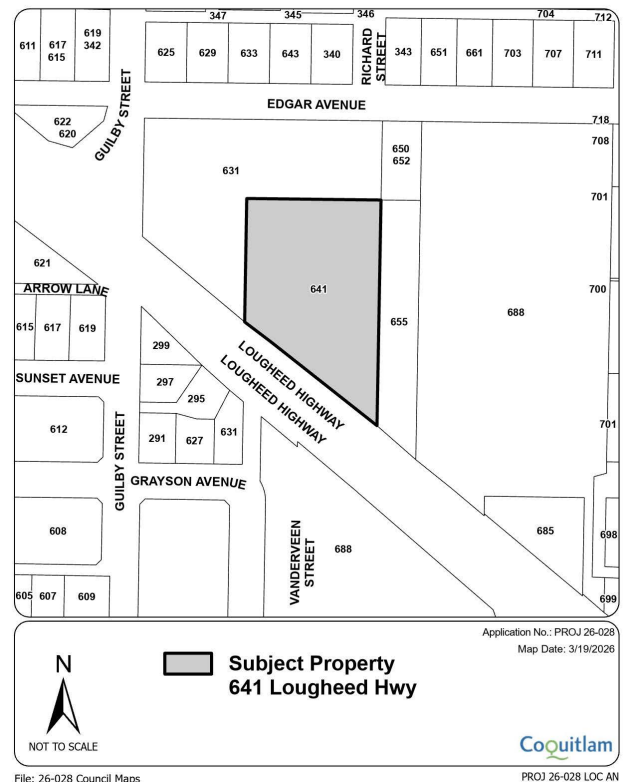 347 345 346 704 712
611 617 615 619 342 625 629 633 643 340 RICHARD STREET 343 651 661 703 707 711
EDGAR AVENUE
GUILBY STREET
622 620
718
708
650
652
631
701
621
641
ARROW LANE
700
688
655
615 617 619
299
LOUGHEED HIGHWAY
LOUGHEED HIGHWAY
SUNSET AVENUE
297
295
612
GUILBY STREET
291 627 631
701
GRAYSON AVENUE
608
VANDERVEEN STREET
688
685
698
605 607 609
699
Application No.: PROJ 26-028
Map Date: 3/19/2026
N
NOT TO SCALE
Subject Property
641 Lougheed Hwy
Coquitlam
File: 26-028 Council Maps
PROJ 26-028 LOC AN